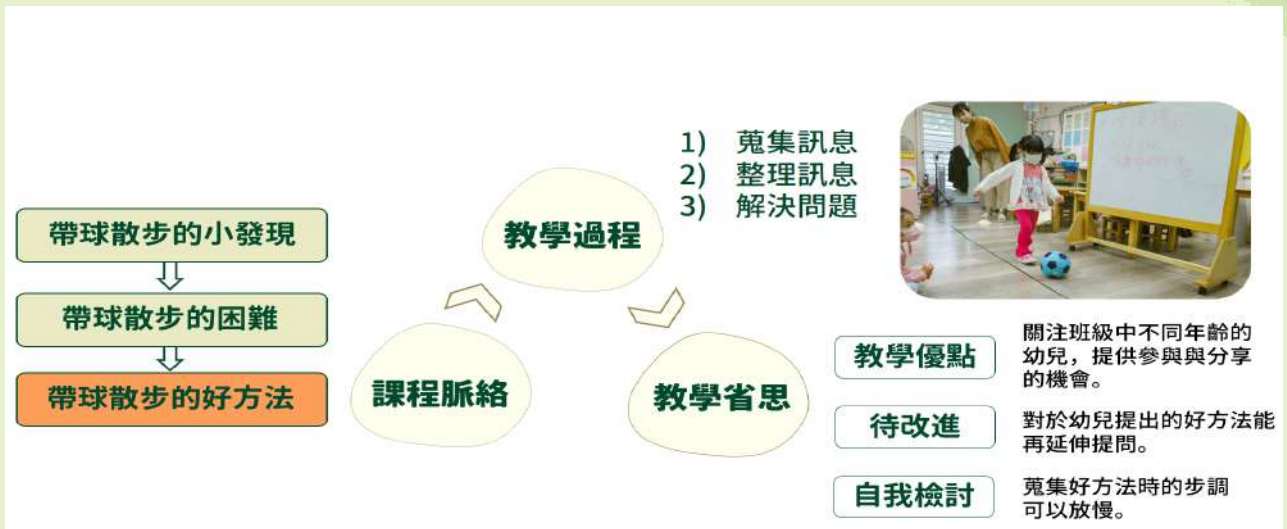 帶球散步的小發現
帶球散步的困難
帶球散步的好方法
課程脈絡
教學過程
1) 蒐集訊息
2) 整理訊息
3) 解決問題
教學省思
教學優點
關注班級中不同年齡的
幼兒，提供參與與分享
的機會。
待改進
對於幼兒提出的好方法能
再延伸提問。
自我檢討
蒐集好方法時的步調
可以放慢。